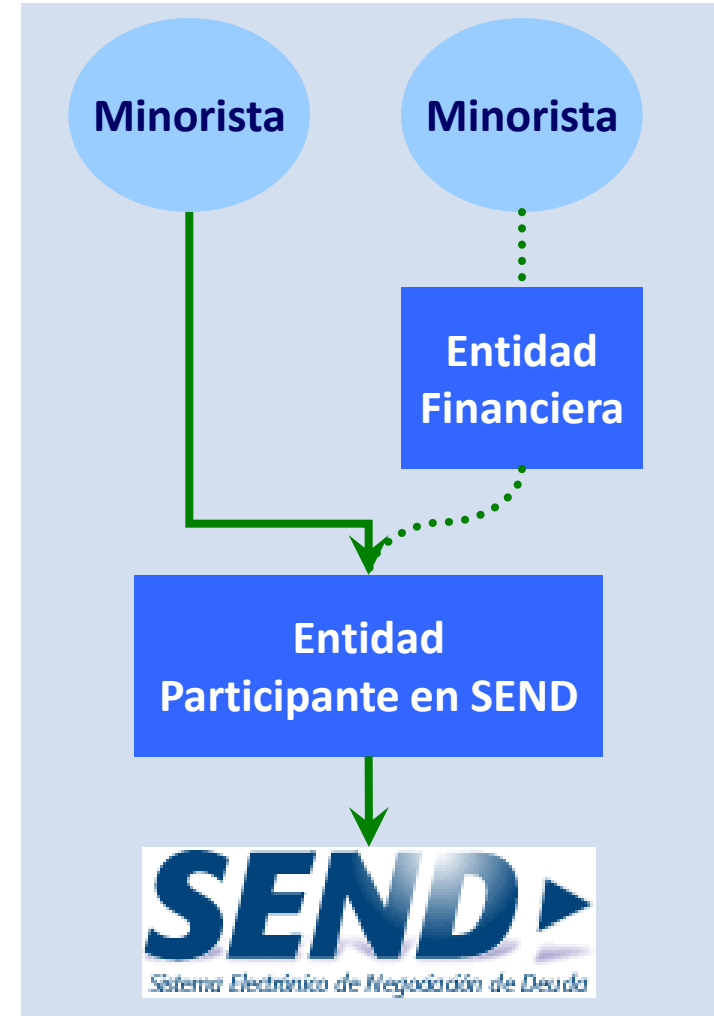 Minorista Minorista
Entidad
Financiera
Entidad
Participante en SEND
SEND
Sistema Electrónico de Negociación de Deuda